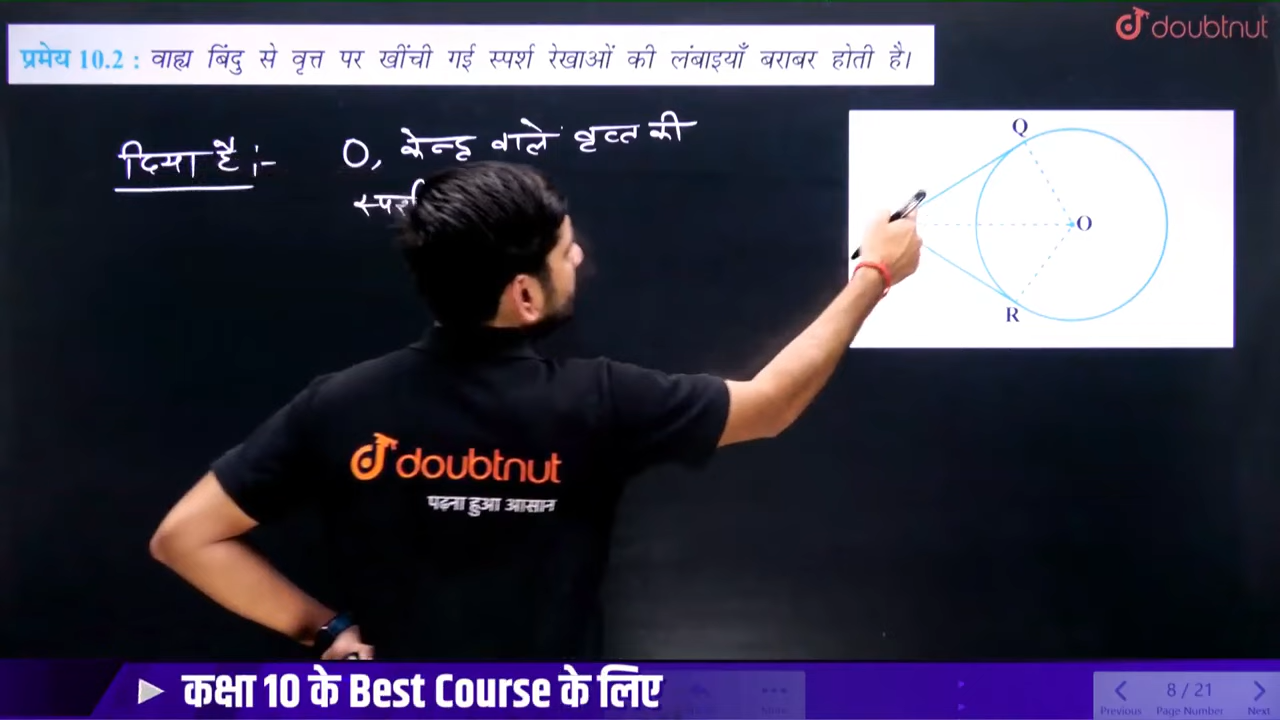 doubtnut
प्रमेय 10.2 : वाह्य बिंदु से वृत्त पर खींची गई स्पर्श रेखाओं की लंबाइयाँ बराबर होती है।
दिया है :- O, केन्द्र वाले वृत्त की
स्पर्श
Q
O
R
doubtnut
पढ़ना हुआ आसान
कक्षा 10 के Best Course के लिए
8 / 21
Previous Page Number Next